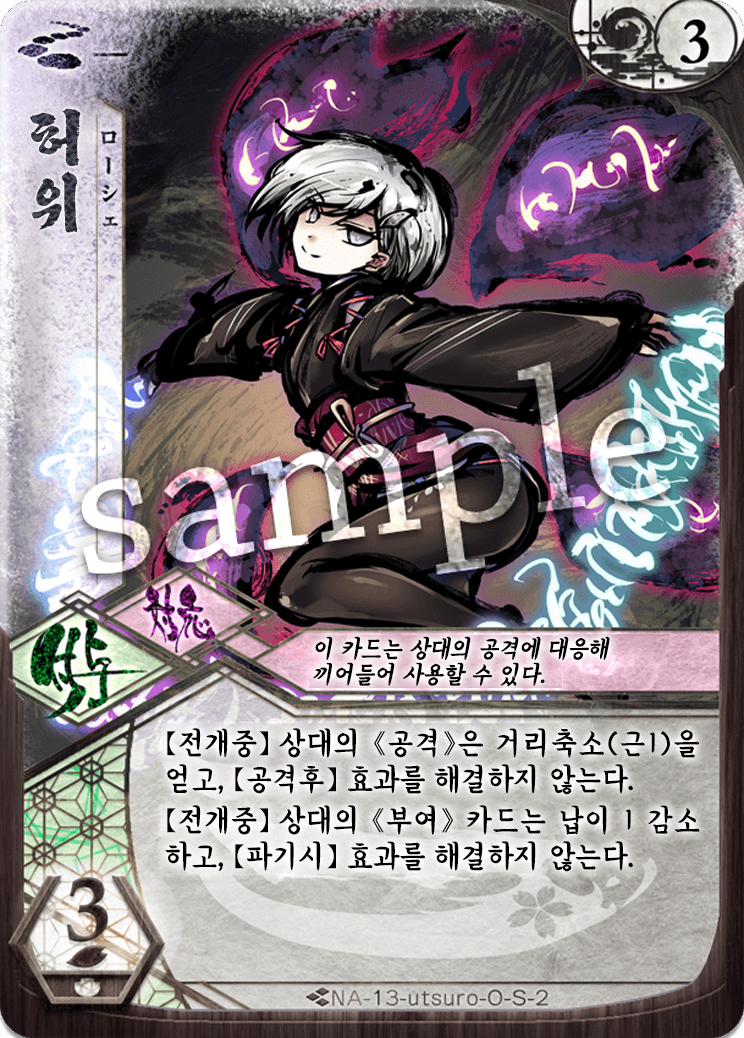 3
허위
ローシェ
sample
対応
부여
이 카드는 상대의 공격에 대응해
끼어들어 사용할 수 있다.
【전개중】 상대의 《공격》은 거리축소(근1)을
얻고, 【공격후】 효과를 해결하지 않는다.
【전개중】 상대의 《부여》 카드는 납이 1 감소
하고, 【파기시】 효과를 해결하지 않는다.
3
NA-13-utsuro-O-S-2